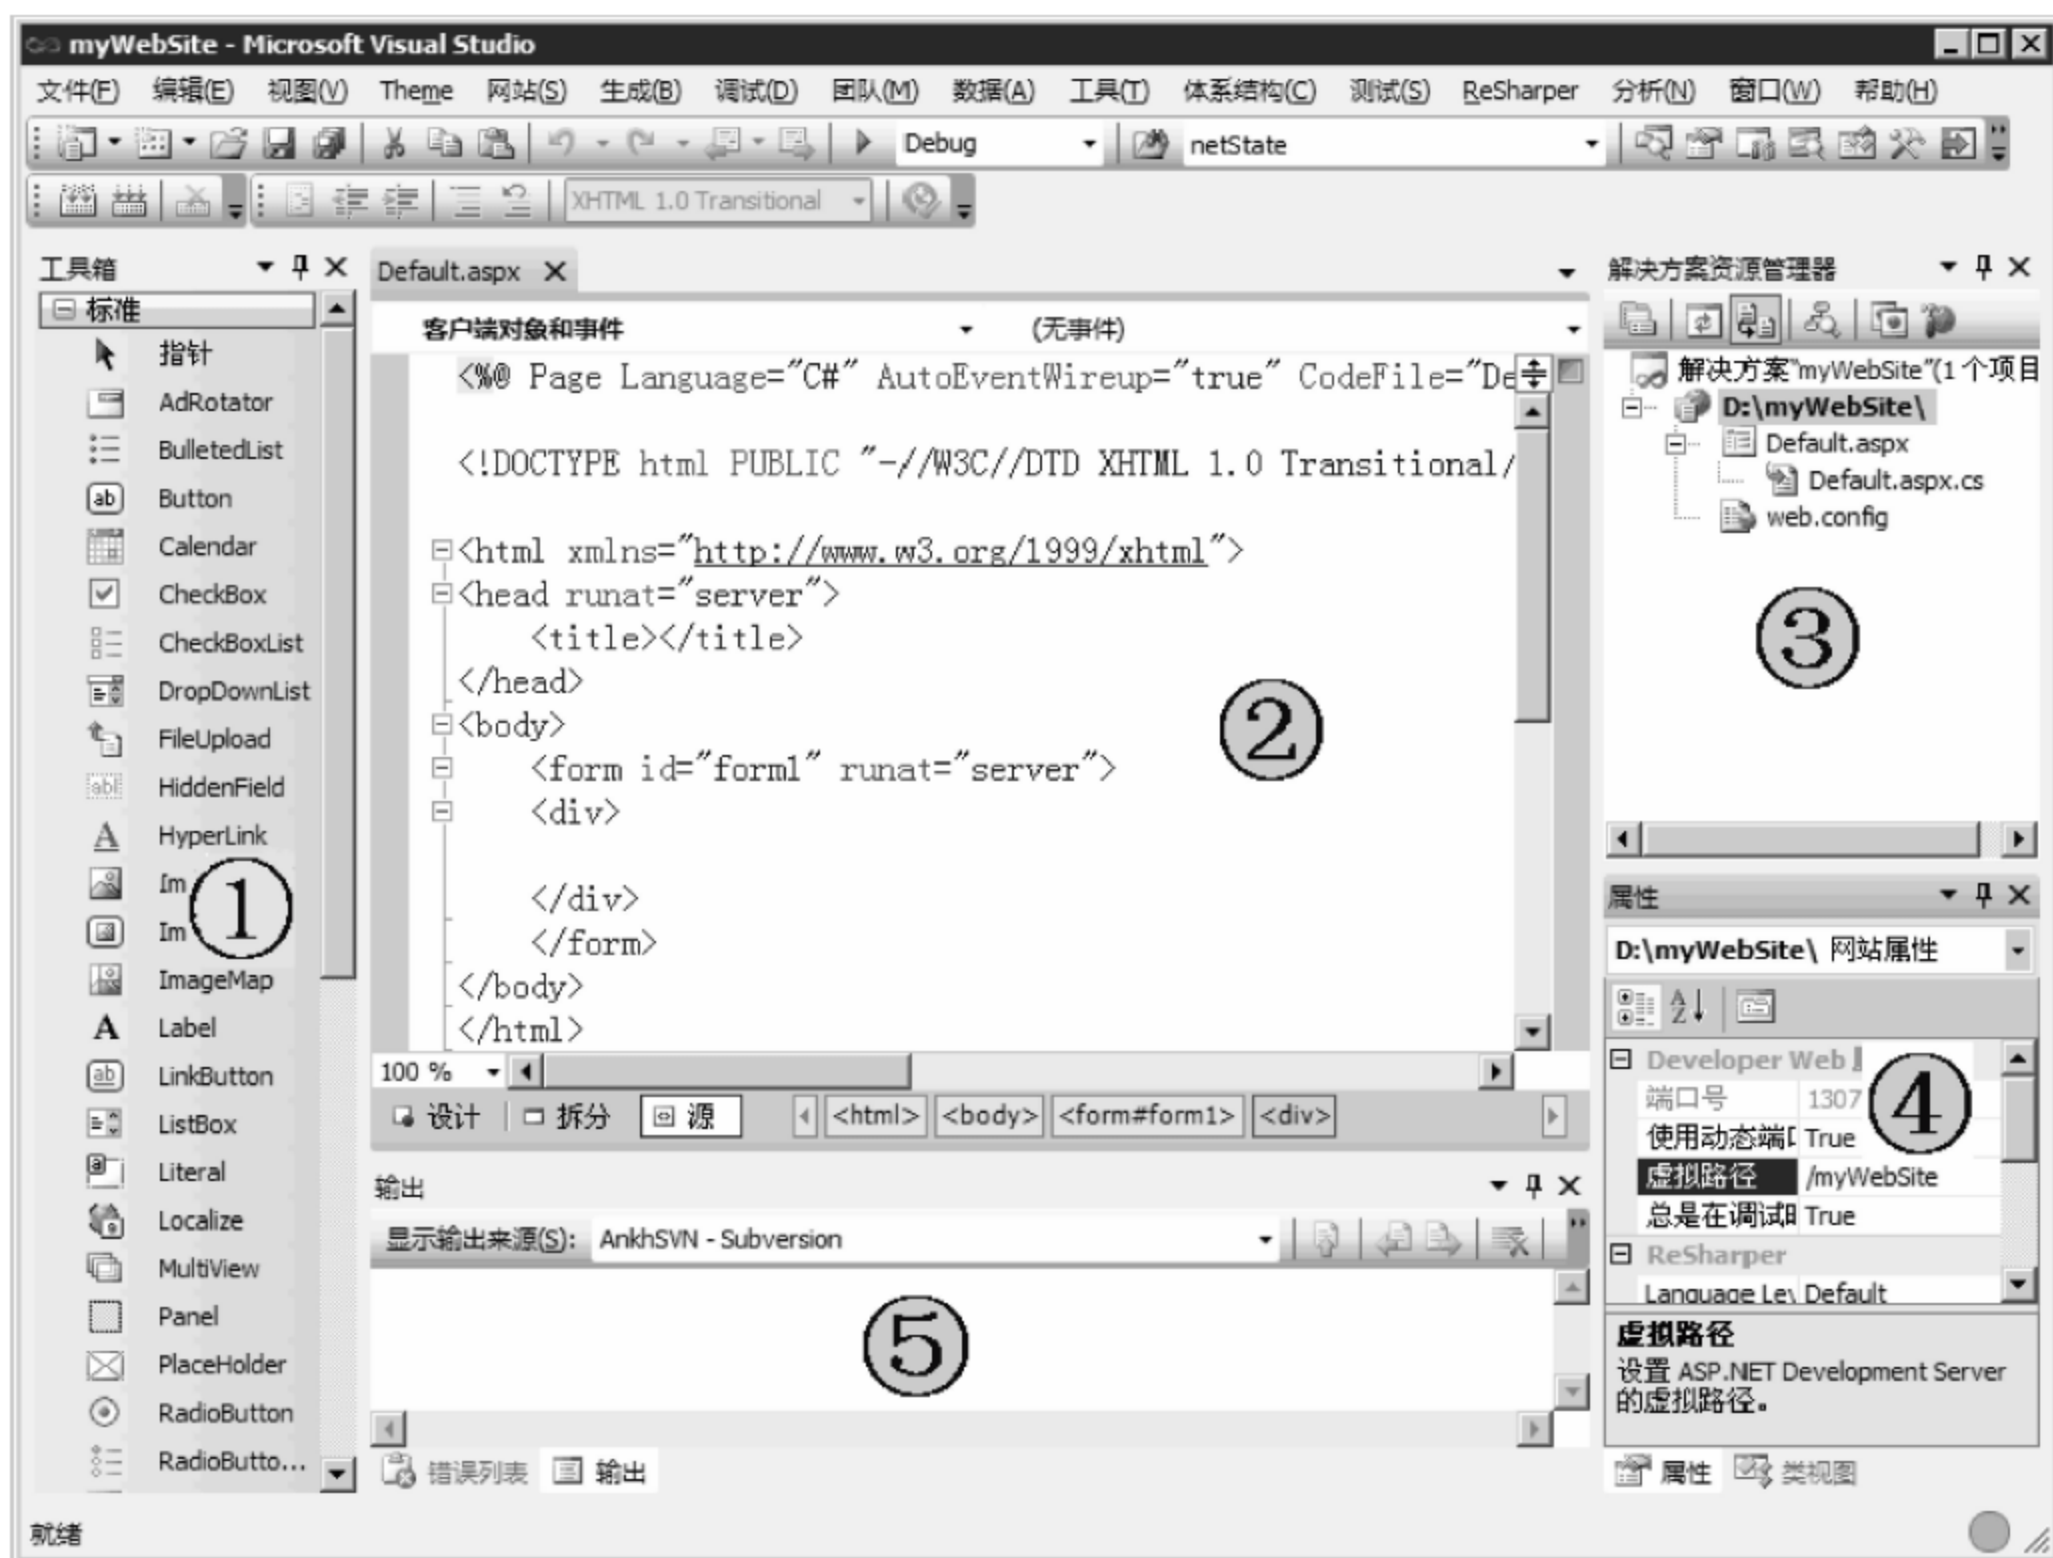 myWebSite - Microsoft Visual Studio
文件(F) 编辑(E) 视图(V) Theme 网站(S) 生成(B) 调试(D) 团队(M) 数据(A) 工具(T) 体系结构(C) 测试(S) ReSharper 分析(N) 窗口(W) 帮助(H)
Debug netState
XHTML 1.0 Transitional
工具箱
标准
指针
AdRotator
BulletedList
Button
Calendar
CheckBox
CheckBoxList
DropDownList
FileUpload
HiddenField
HyperLink
Im
Im
①
ImageMap
Label
LinkButton
ListBox
Literal
Localize
MultiView
Panel
PlaceHolder
RadioButton
RadioButto...
Default.aspx
客户端对象和事件 (无事件)
<%@ Page Language="C#" AutoEventWireup="true" CodeFile="De
<!DOCTYPE html PUBLIC "-//W3C//DTD XHTML 1.0 Transitional/
<html xmlns="http://www.w3.org/1999/xhtml">
<head runat="server">
<title></title>
</head>
<body>
<form id="form1" runat="server">
<div>
</div>
</form>
</body>
</html>
②
100 %
设计 拆分 源 <html> <body> <form#form1> <div>
输出
显示输出来源(S): AnkhSVN - Subversion
⑤
错误列表 输出
解决方案资源管理器
解决方案"myWebSite"(1 个项目
D:\myWebSite\
Default.aspx
Default.aspx.cs
web.config
③
属性
D:\myWebSite\ 网站属性
Developer Web
端口号 1307
④
使用动态端口 True
虚拟路径 /myWebSite
总是在调试时 True
ReSharper
Language Lev Default
虚拟路径
设置 ASP.NET Development Server
的虚拟路径。
属性 类视图
就绪